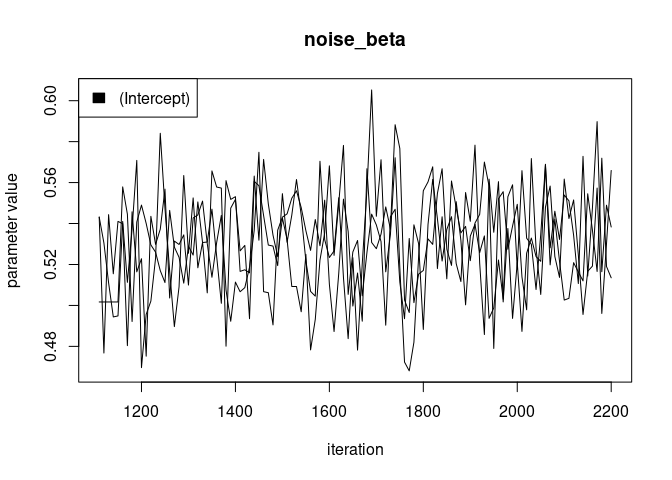 noise_beta
(Intercept)
parameter value
0.60
0.56
0.52
0.48
1200 1400 1600 1800 2000 2200
iteration